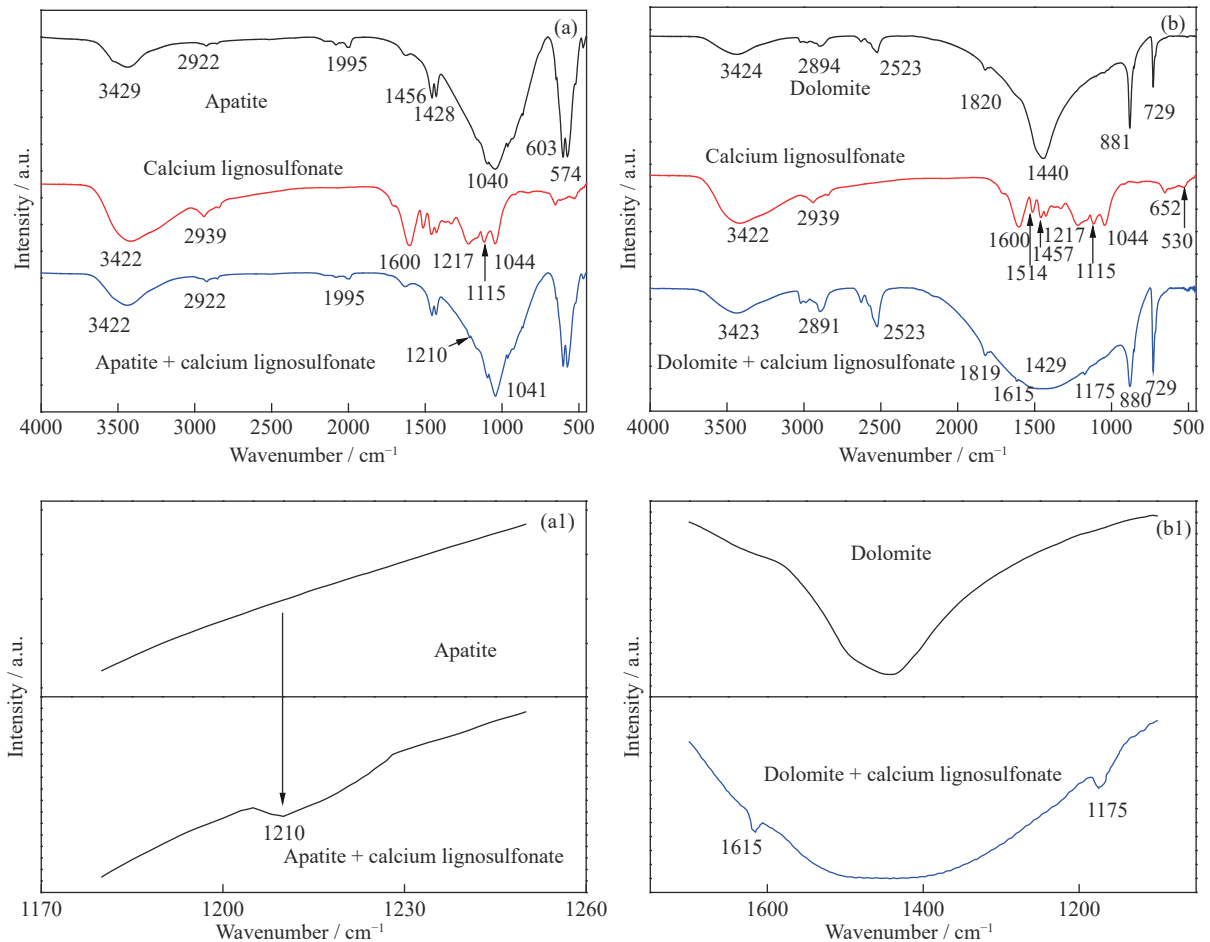 (a)
3429
2922
1995
1456
1428
Apatite
603
574
1040
Calcium lignosulfonate
3422
2939
1600
1217
1115
1044
3422
2922
1995
Apatite + calcium lignosulfonate
1210
1041
Intensity / a.u.
4000 3500 3000 2500 2000 1500 1000 500
Wavenumber / cm⁻¹
(b)
3424
2894
2523
Dolomite
1820
881
729
1440
Calcium lignosulfonate
3422
2939
1600
1514
1457
1217
1115
1044
652
530
3423
2891
2523
Dolomite + calcium lignosulfonate
1819
1615
1429
1175
880
729
Intensity / a.u.
4000 3500 3000 2500 2000 1500 1000 500
Wavenumber / cm⁻¹
(a1)
Apatite
1210
Apatite + calcium lignosulfonate
Intensity / a.u.
1170 1200 1230 1260
Wavenumber / cm⁻¹
(b1)
Dolomite
Dolomite + calcium lignosulfonate
1615
1175
Intensity / a.u.
1600 1400 1200
Wavenumber / cm⁻¹